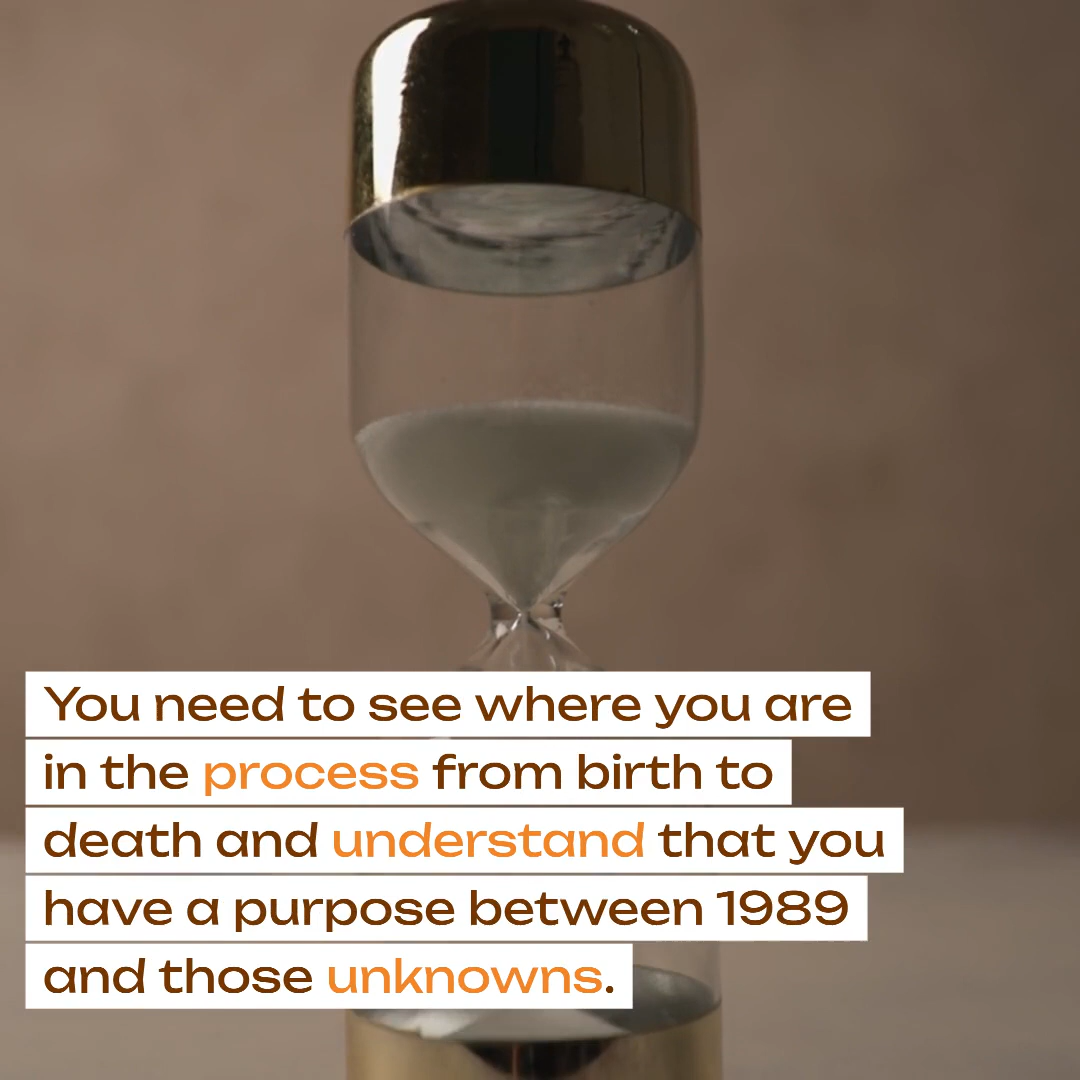 You need to see where you are
in the process from birth to
death and understand that you
have a purpose between 1989
and those unknowns.